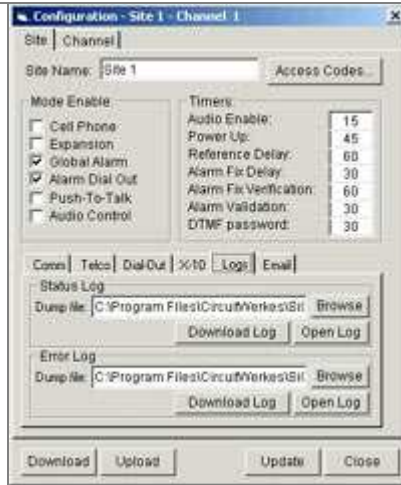 Configuration - Site 1 - Channel 1
Site Channel
Site Name: Site 1 Access Codes...
Mode Enable
Cell Phone
Expansion
Global Alarm
Alarm Dial Out
Push-To-Talk
Audio Control
Timers:
Audio Enable: 15
Power Up: 45
Reference Delay: 60
Alarm Fix Delay: 30
Alarm Fix Verification: 60
Alarm Validation: 30
DTMF password: 30
Comm Telco Dial-Out X-10 Logs Email
Status Log
Dump file: C:\Program Files\CircuitWerkes\Sit Browse
Download Log Open Log
Error Log
Dump file: C:\Program Files\CircuitWerkes\Sit Browse
Download Log Open Log
Download Upload Update Close